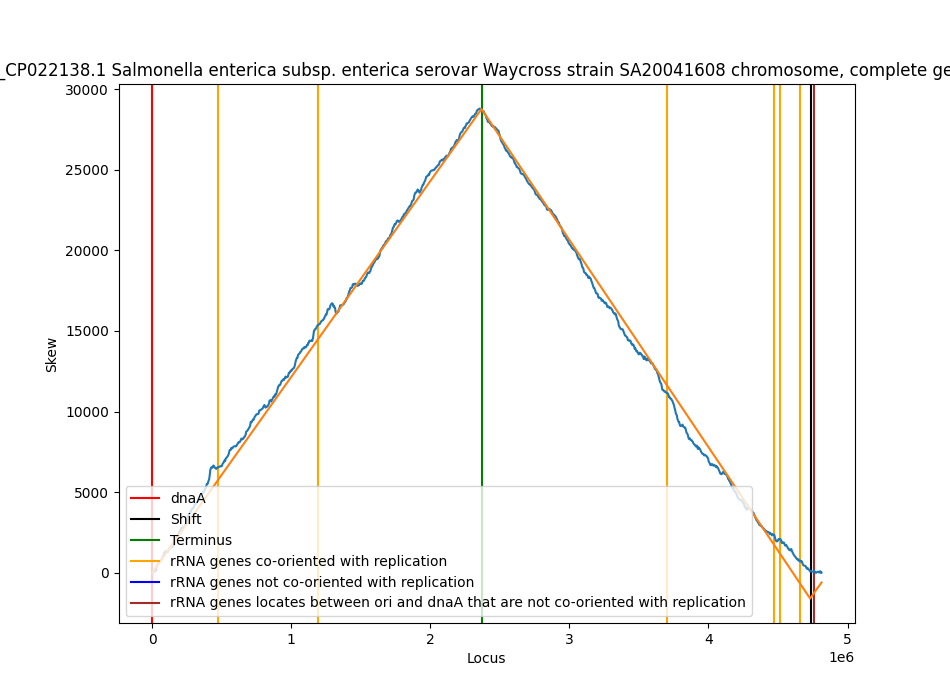 _CP022138.1 Salmonella enterica subsp. enterica serovar Waycross strain SA20041608 chromosome, complete ge
30000
25000
20000
15000
10000
5000
0
Skew
dnaA
Shift
Terminus
rRNA genes co-oriented with replication
rRNA genes not co-oriented with replication
rRNA genes locates between ori and dnaA that are not co-oriented with replication
0 1 2 3 4 5
1e6
Locus